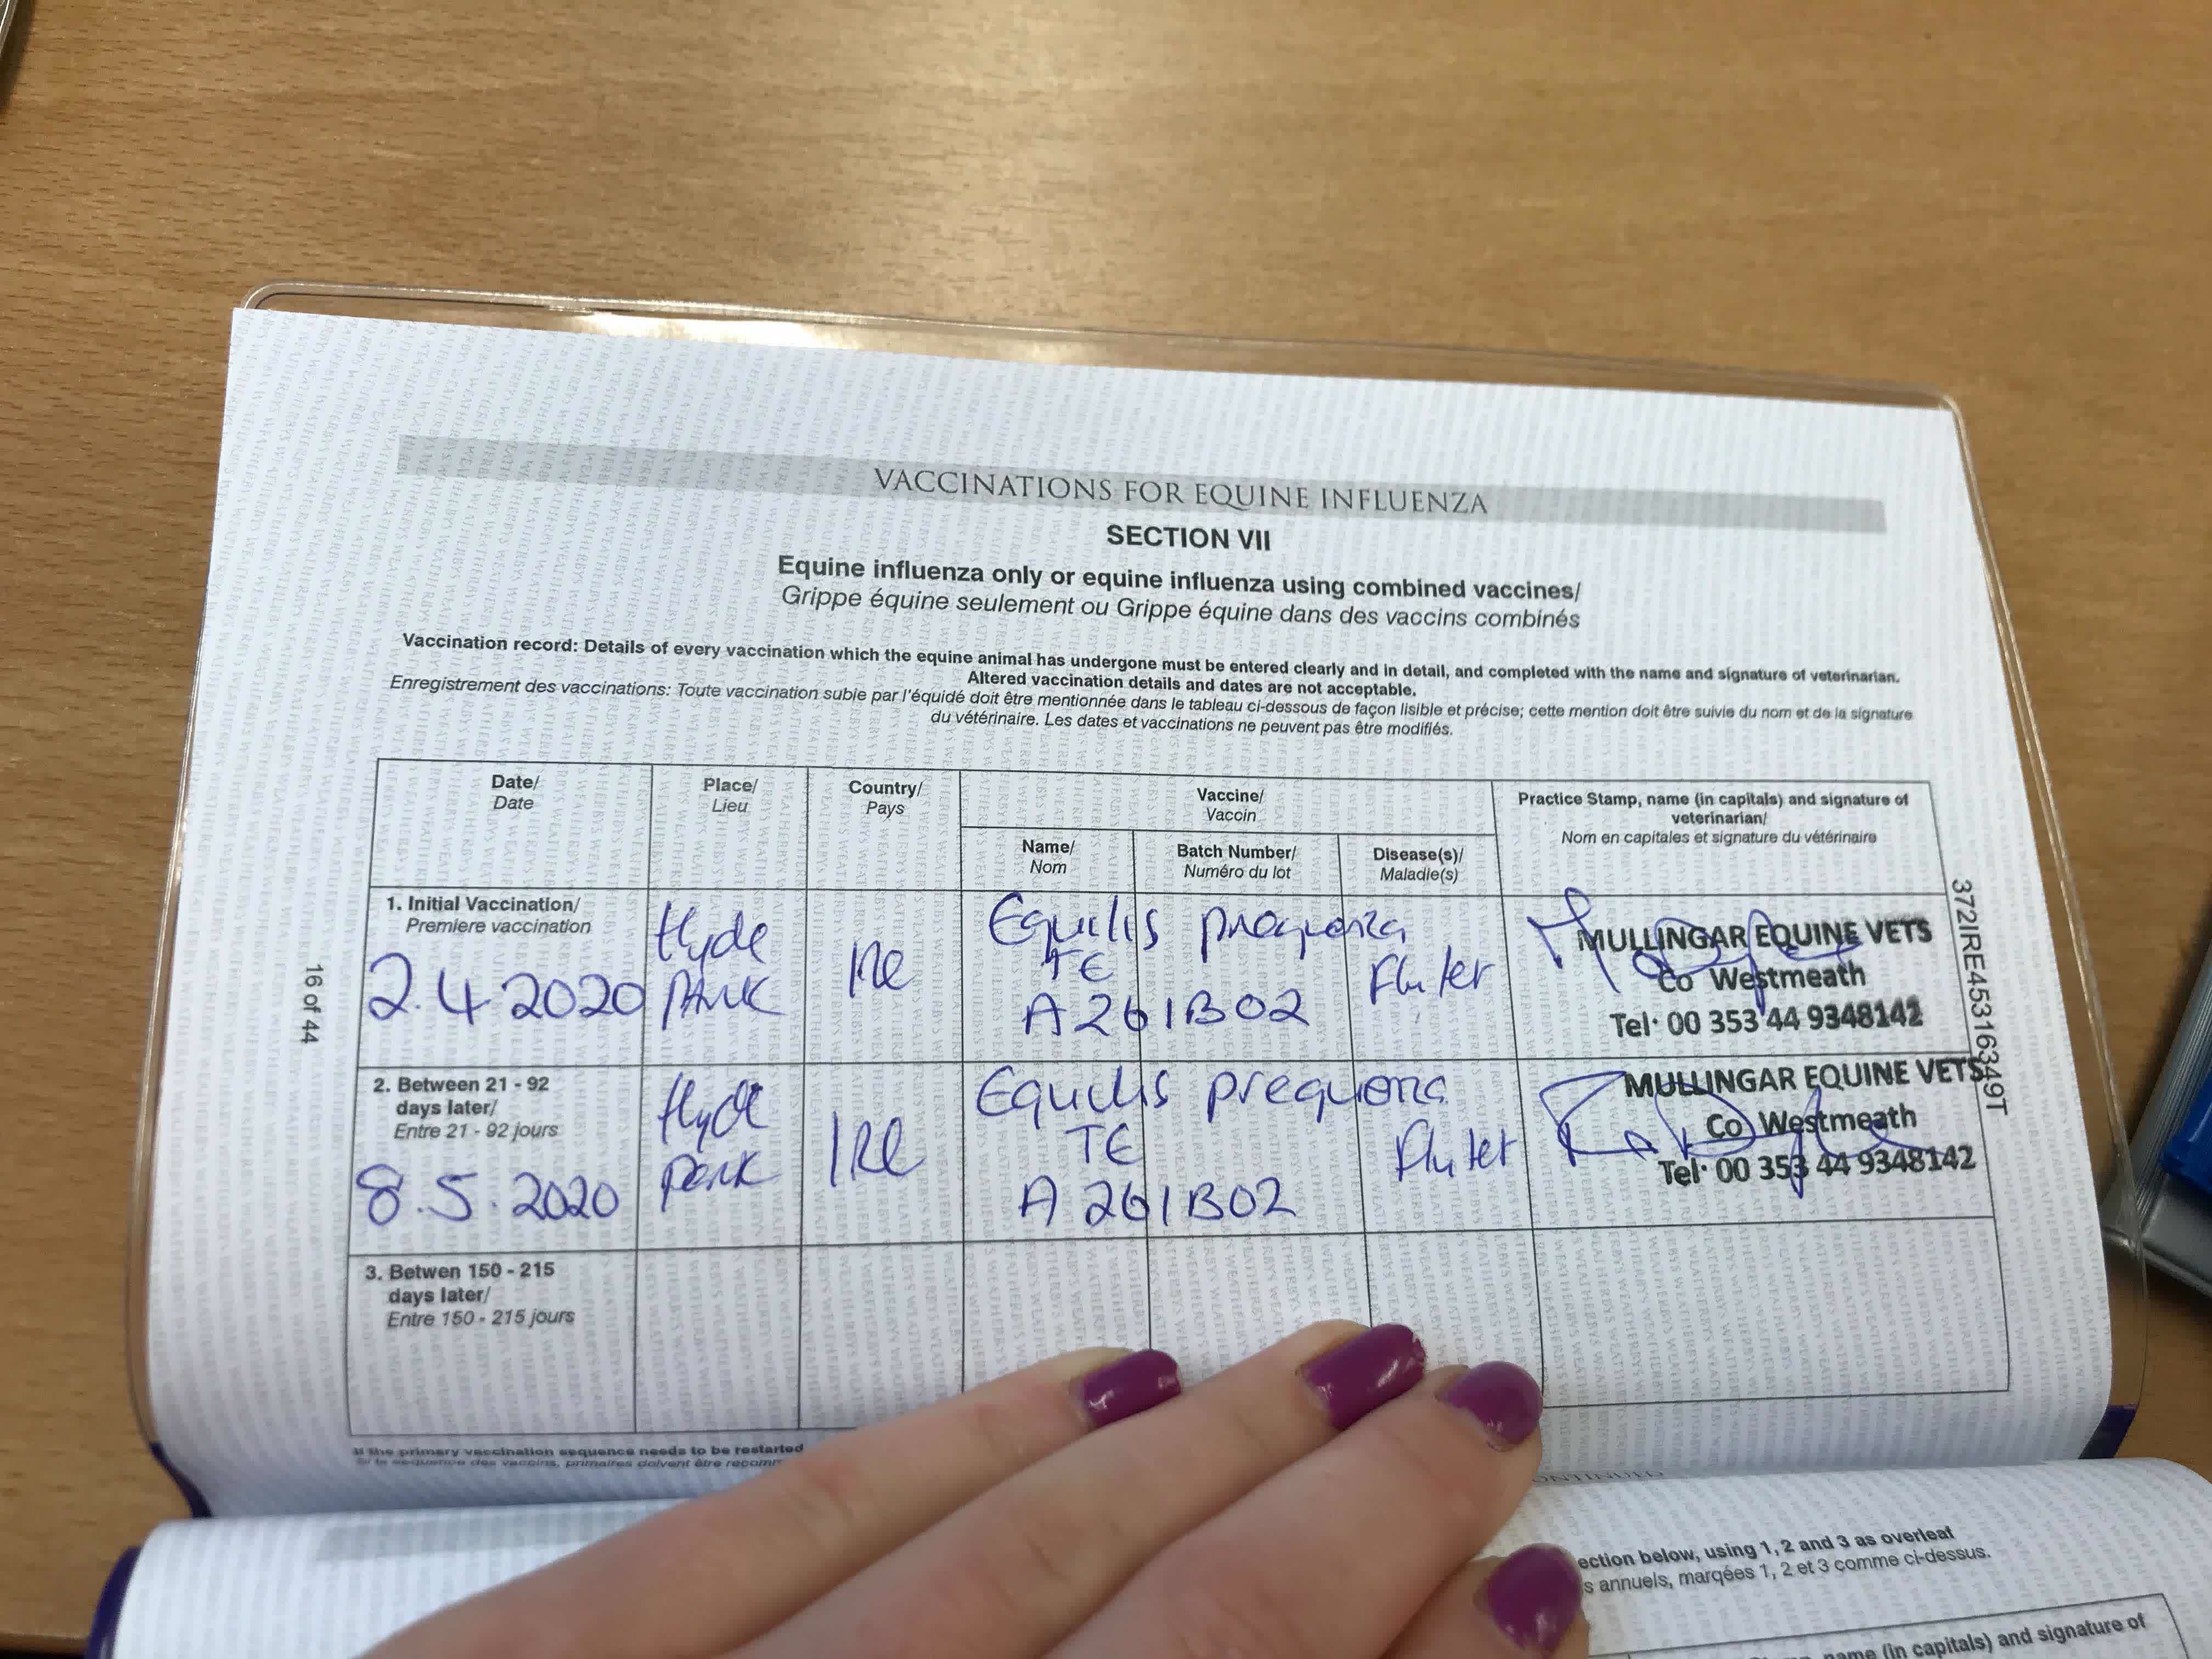 VACCINATIONS FOR EQUINE INFLUENZA
SECTION VII
Equine influenza only or equine influenza using combined vaccines/
Grippe équine seulement ou Grippe équine dans des vaccins combinés
Vaccination record: Details of every vaccination which the equine animal has undergone must be entered clearly and in detail, and completed with the name and signature of veterinarian.
Altered vaccination details and dates are not acceptable.
Enregistrement des vaccinations: Toute vaccination subie par l'équidé doit être mentionnée dans le tableau ci-dessous de façon lisible et précise; cette mention doit être suivie du nom et de la signature
du vétérinaire. Les dates et vaccinations ne peuvent pas être modifiés.
Date/
Date
Place/
Lieu
Country/
Pays
Vaccine/
Vaccin
Name/
Nom
Batch Number/
Numéro du lot
Disease(s)/
Maladie(s)
Practice Stamp, name (in capitals) and signature of
veterinarian/
Nom en capitales et signature du vétérinaire
1. Initial Vaccination/
Premiere vaccination
2.4.2020
Hyde
PARK
IRE
Equilis prequenza
TE
A261B02
Flu tet
MULLINGAR EQUINE VETS
Co Westmeath
Tel: 00 353 44 9348142
2. Between 21 - 92
days later/
Entre 21 - 92 jours
8.5.2020
Hyde
Park
IRE
Equilis prequenza
TE
A261B02
Flu tet
MULLINGAR EQUINE VETS
Co Westmeath
Tel: 00 353 44 9348142
3. Betwen 150 - 215
days later/
Entre 150 - 215 jours
16 of 44
372IRE45316349T
If the primary vaccination sequence needs to be restarted
Si la séquence des vaccins, primaires doivent être recomm
ONTINUED
ection below, using 1, 2 and 3 as overleaf
s annuels, marqées 1, 2 et 3 comme ci-dessus.
name (in capitals) and signature of